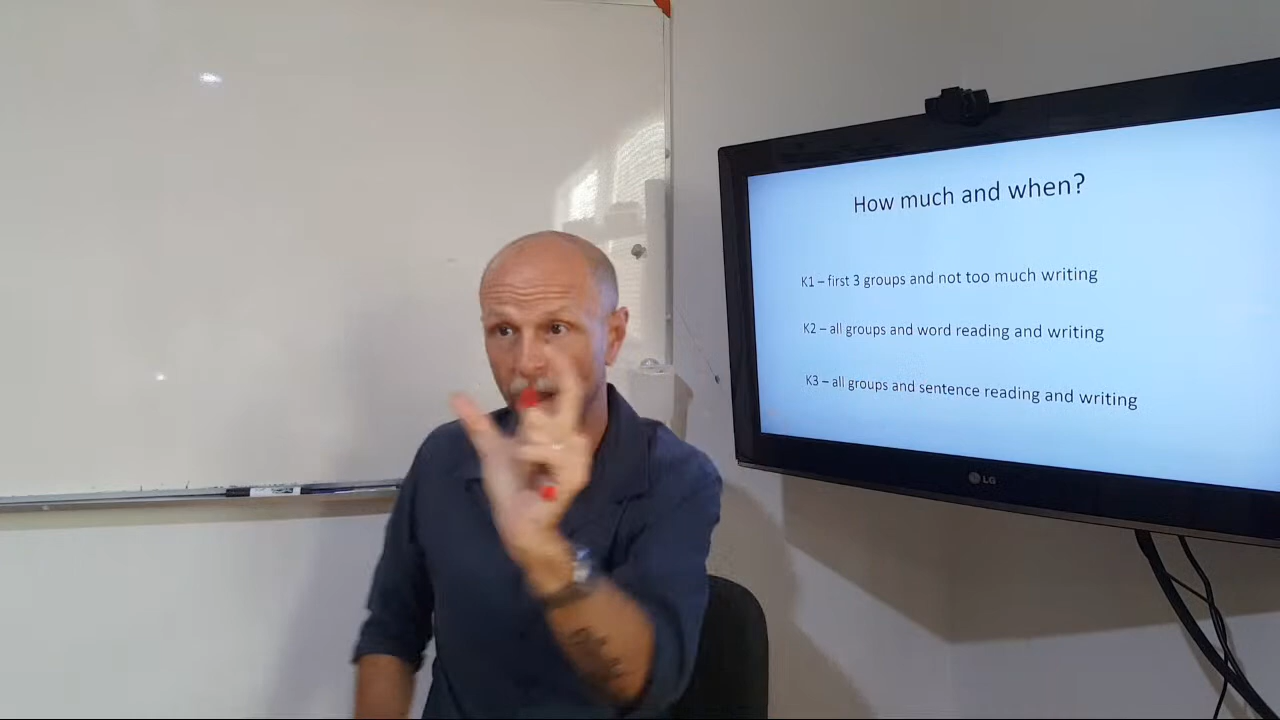 How much and when?
K1 – first 3 groups and not too much writing
K2 – all groups and word reading and writing
K3 – all groups and sentence reading and writing
LG